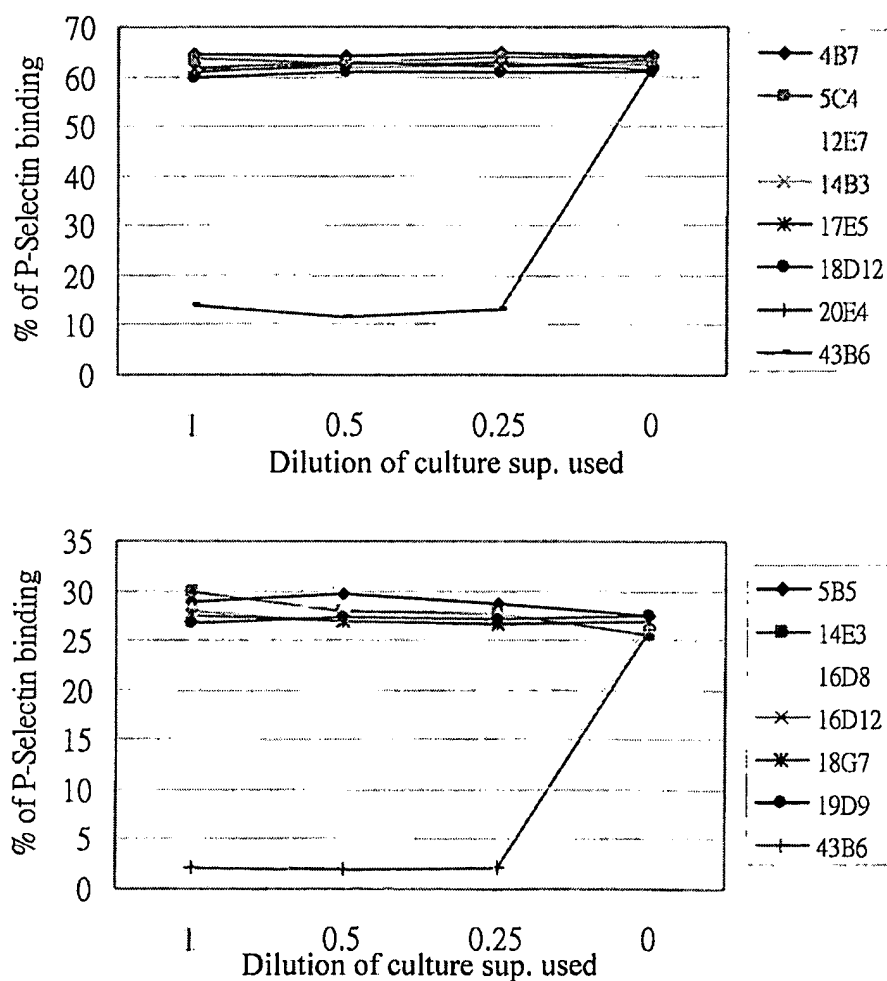 % of P-Selectin binding
70
60
50
40
30
20
10
0
1
0.5
0.25
0
Dilution of culture sup. used
4B7
5C4
12E7
14B3
17E5
18D12
20E4
43B6
% of P-Selectin binding
35
30
25
20
15
10
5
0
1
0.5
0.25
0
Dilution of culture sup. used
5B5
14E3
16D8
16D12
18G7
19D9
43B6